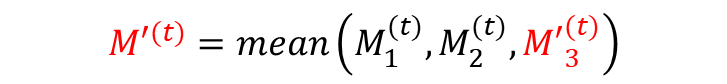 M′⁽ᵗ⁾ = mean(M₁⁽ᵗ⁾, M₂⁽ᵗ⁾, M′₃⁽ᵗ⁾)